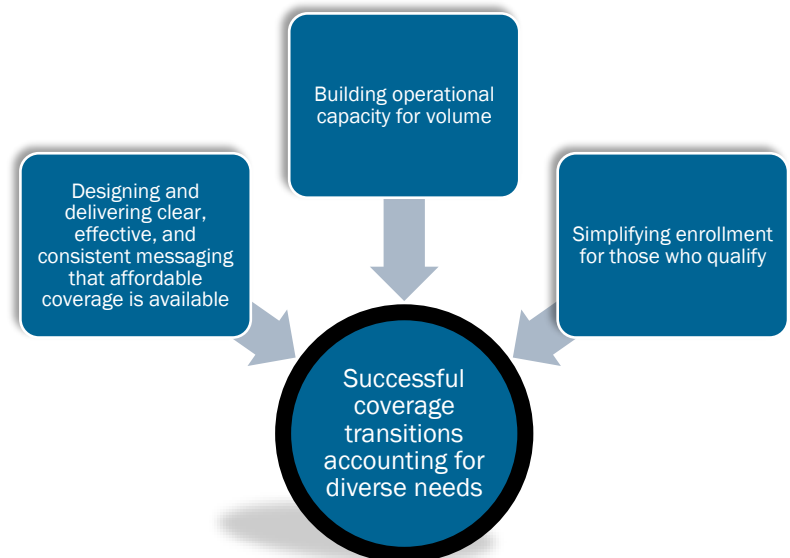 Building operational
capacity for volume
Designing and
delivering clear,
effective, and
consistent messaging
that affordable
coverage is available
Simplifying enrollment
for those who qualify
Successful
coverage
transitions
accounting for
diverse needs